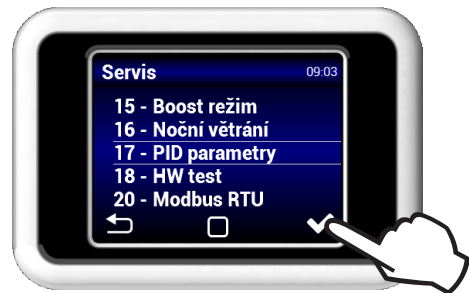 Servis 09:03
15 - Boost režim
16 - Noční větrání
17 - PID parametry
18 - HW test
20 - Modbus RTU